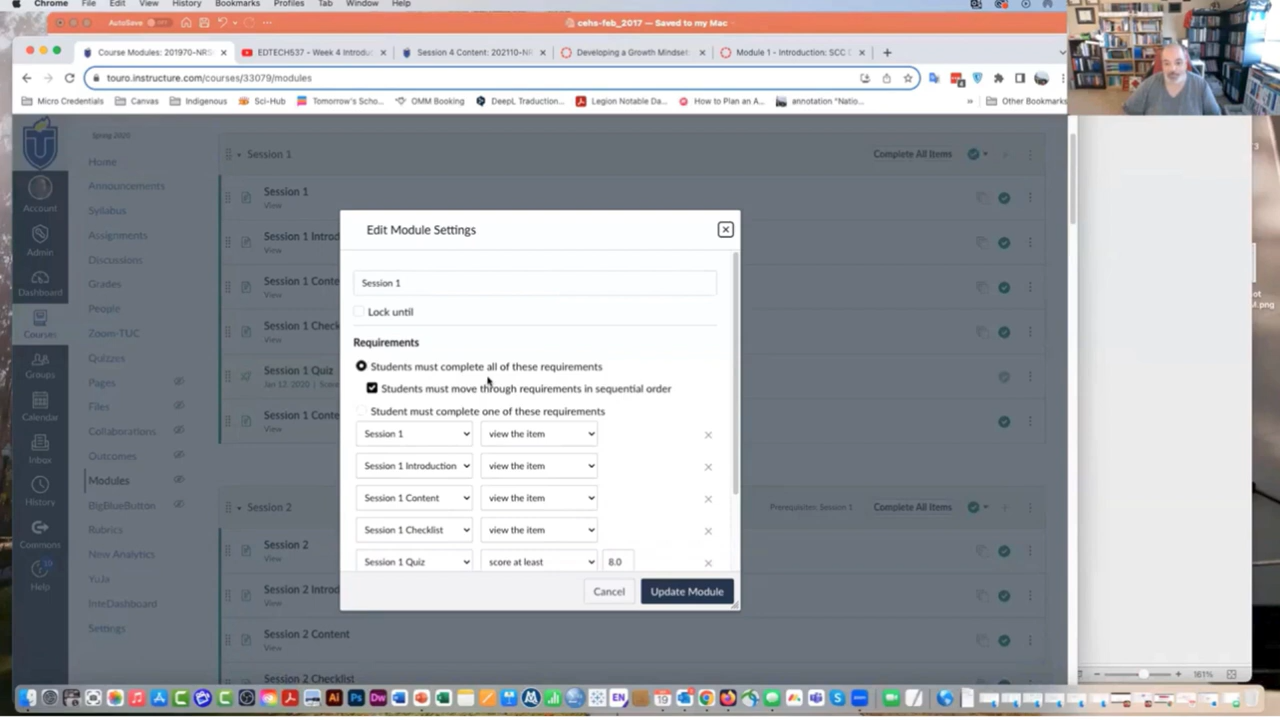 Chrome File Edit View History Bookmarks Profiles Tab Window Help
AutoSave cehs-feb_2017 — Saved to my Mac
Course Modules: 201970-NRS EDTECH537 - Week 4 Introduc Session 4 Content: 202110-NR Developing a Growth Mindset: Module 1 - Introduction: SCC
touro.instructure.com/courses/33079/modules
Micro Credentials Canvas Indigenous Sci-Hub Tomorrow's Scho... OMM Booking DeepL Traduction... Legion Notable Da... How to Plan an A... annotation "Natio... Other Bookmarks
Spring 2020
Home
Announcements
Syllabus
Assignments
Discussions
Grades
People
Zoom-TUC
Quizzes
Pages
Files
Collaborations
Outcomes
Modules
BigBlueButton
Rubrics
New Analytics
YuJa
InteDashboard
Settings
Account
Admin
Dashboard
Courses
Groups
Calendar
Inbox
History
Commons
10
Help
Session 1
Complete All Items
Session 1
View
Session 1 Introd
View
Session 1 Conte
View
Session 1 Check
View
Session 1 Quiz
Jan 12, 2020
Session 1 Conte
View
Session 2
Prerequisite: Session 1
Complete All Items
Session 2
View
Session 2 Introd
View
Session 2 Content
View
Session 2 Checklist
Edit Module Settings
Session 1
Lock until
Requirements
Students must complete all of these requirements
Students must move through requirements in sequential order
Student must complete one of these requirements
Session 1 view the item
Session 1 Introduction view the item
Session 1 Content view the item
Session 1 Checklist view the item
Session 1 Quiz score at least 8.0
Cancel
Update Module
161%